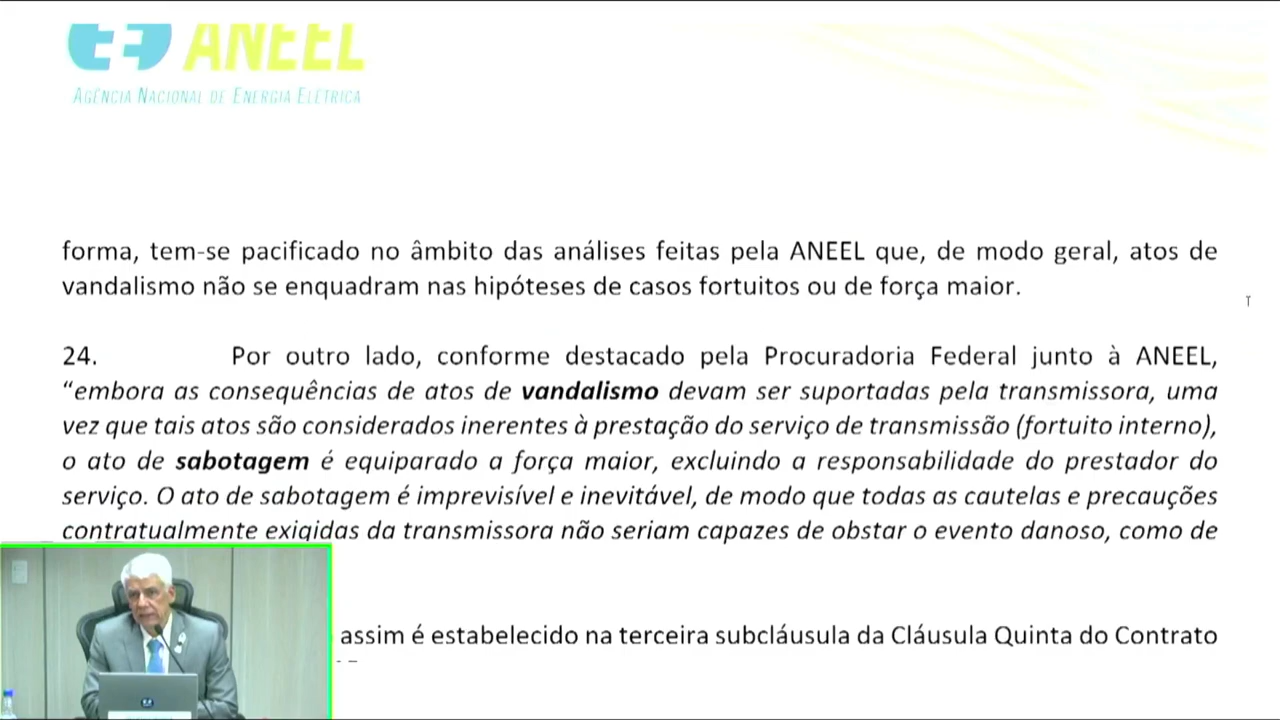 ANEEL
AGÊNCIA NACIONAL DE ENERGIA ELÉTRICA
forma, tem-se pacificado no âmbito das análises feitas pela ANEEL que, de modo geral, atos de
vandalismo não se enquadram nas hipóteses de casos fortuitos ou de força maior.
24. Por outro lado, conforme destacado pela Procuradoria Federal junto à ANEEL,
“embora as consequências de atos de vandalismo devam ser suportadas pela transmissora, uma
vez que tais atos são considerados inerentes à prestação do serviço de transmissão (fortuito interno),
o ato de sabotagem é equiparado a força maior, excluindo a responsabilidade do prestador do
serviço. O ato de sabotagem é imprevisível e inevitável, de modo que todas as cautelas e precauções
contratualmente exigidas da transmissora não seriam capazes de obstar o evento danoso, como de
assim é estabelecido na terceira subcláusula da Cláusula Quinta do Contrato